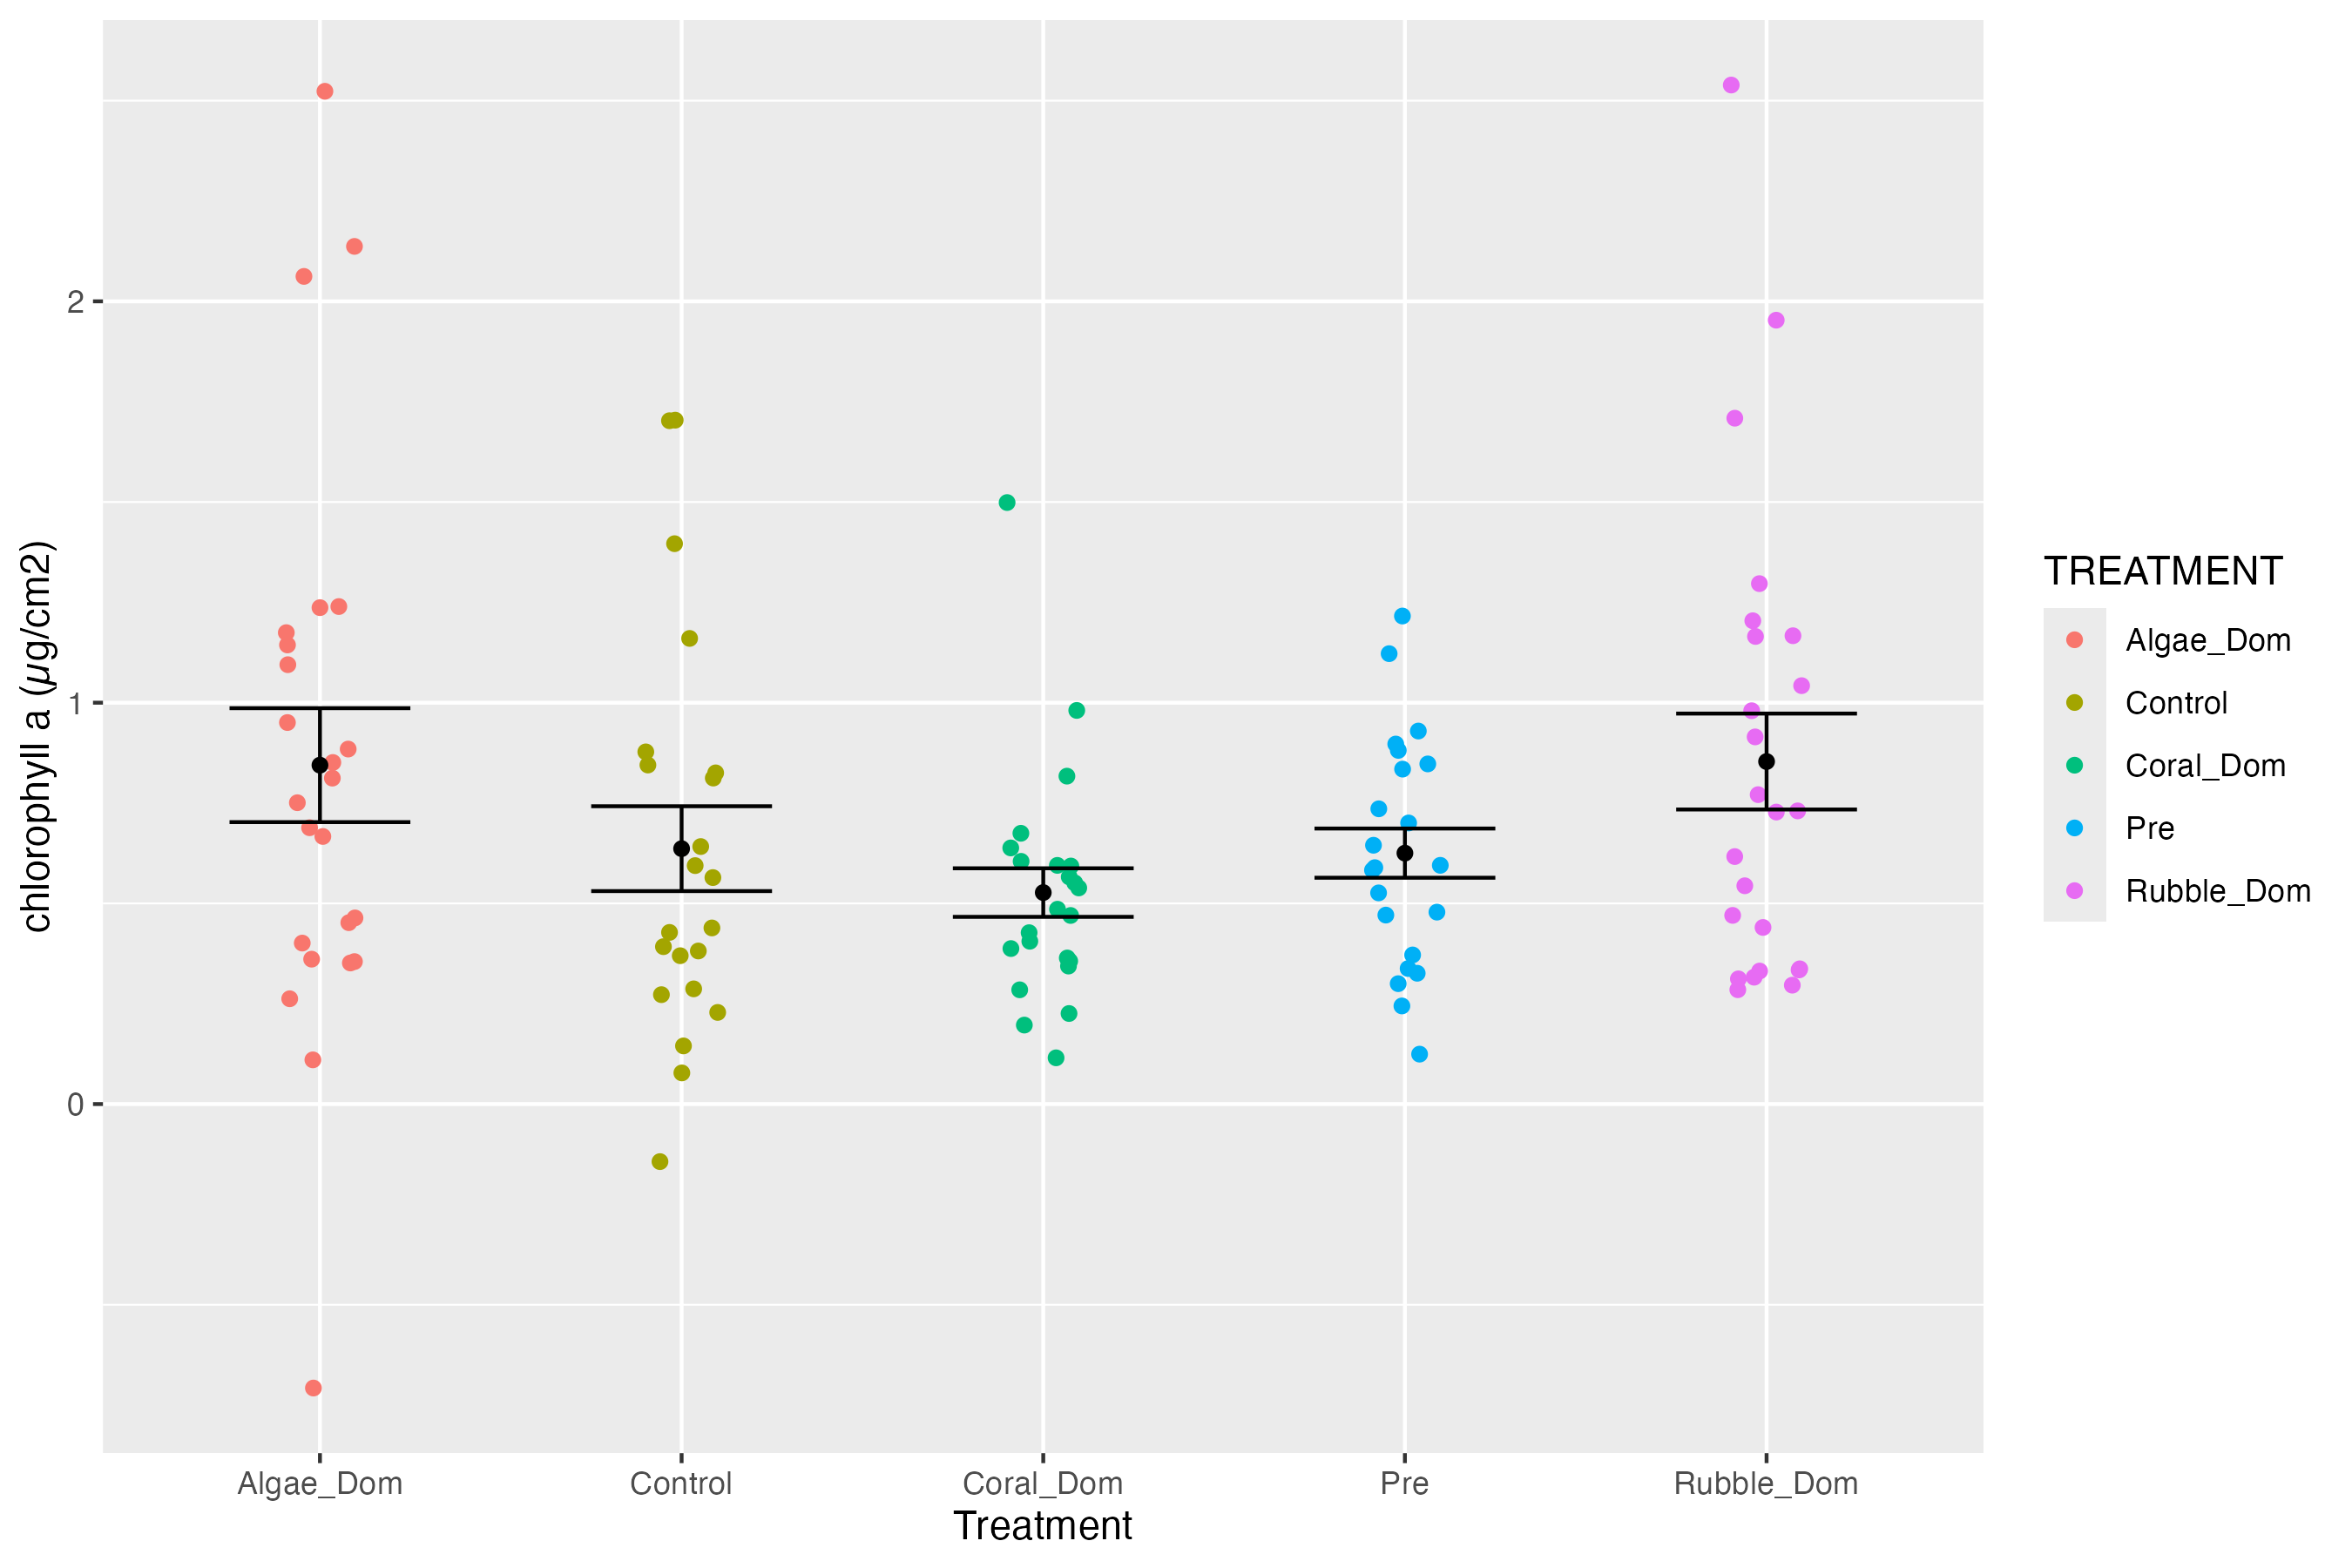 chlorophyll a (µg/cm2)
2
1
0
Algae_Dom
Control
Coral_Dom
Pre
Rubble_Dom
Treatment
TREATMENT
Algae_Dom
Control
Coral_Dom
Pre
Rubble_Dom